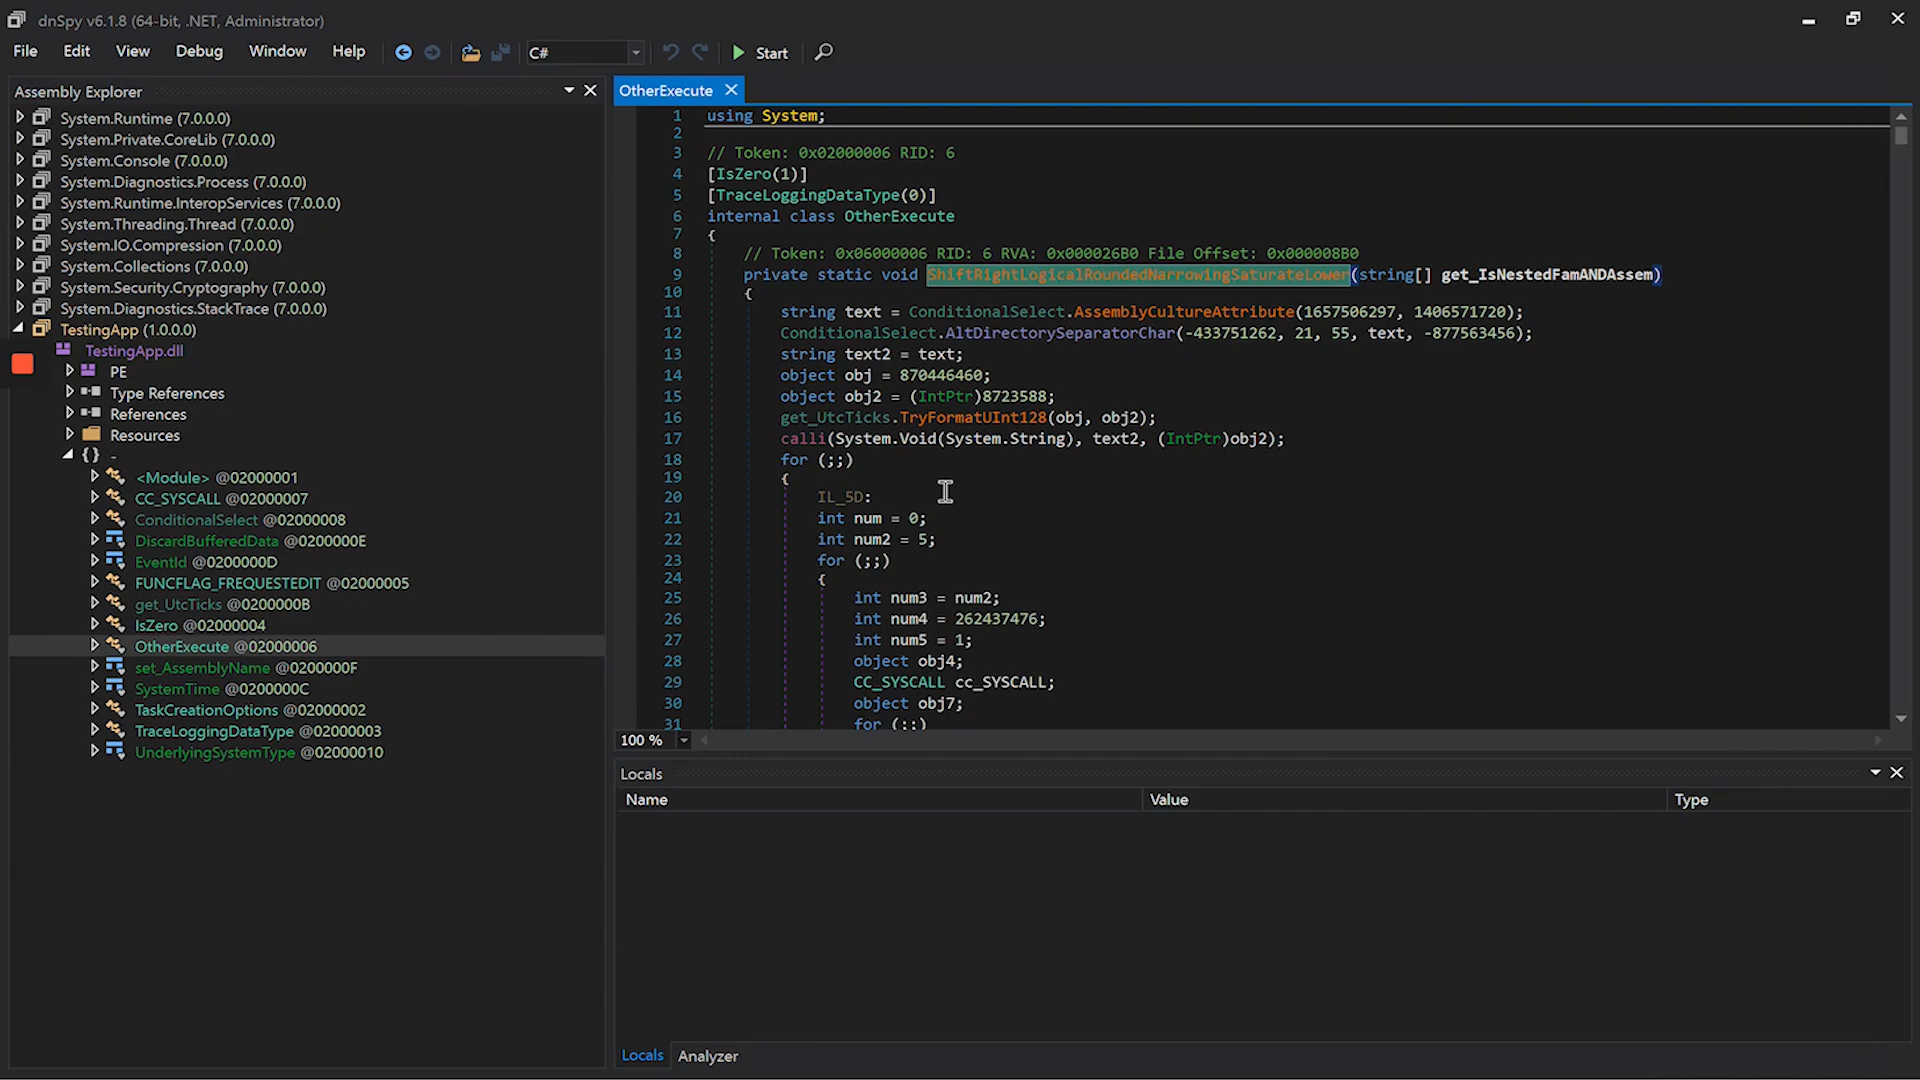 dnSpy v6.1.8 (64-bit, .NET, Administrator)
File Edit View Debug Window Help C# Start
Assembly Explorer
System.Runtime (7.0.0.0)
System.Private.CoreLib (7.0.0.0)
System.Console (7.0.0.0)
System.Diagnostics.Process (7.0.0.0)
System.Runtime.InteropServices (7.0.0.0)
System.Threading.Thread (7.0.0.0)
System.IO.Compression (7.0.0.0)
System.Collections (7.0.0.0)
System.Security.Cryptography (7.0.0.0)
System.Diagnostics.StackTrace (7.0.0.0)
TestingApp (1.0.0.0)
TestingApp.dll
PE
Type References
References
Resources
{ } -
<Module> @02000001
CC_SYSCALL @02000007
ConditionalSelect @02000008
DiscardBufferedData @0200000E
EventId @0200000D
FUNCFLAG_FREQUESTEDIT @02000005
get_UtcTicks @0200000B
IsZero @02000004
OtherExecute @02000006
set_AssemblyName @0200000F
SystemTime @0200000C
TaskCreationOptions @02000002
TraceLoggingDataType @02000003
UnderlyingSystemType @02000010
OtherExecute
1 using System;
2
3 // Token: 0x02000006 RID: 6
4 [IsZero(1)]
5 [TraceLoggingDataType(0)]
6 internal class OtherExecute
7 {
8 // Token: 0x06000006 RID: 6 RVA: 0x000026B0 File Offset: 0x000008B0
9 private static void ShiftRightLogicalRoundedNarrowingSaturateLower(string[] get_IsNestedFamANDAssem)
10 {
11 string text = ConditionalSelect.AssemblyCultureAttribute(1657506297, 1406571720);
12 ConditionalSelect.AltDirectorySeparatorChar(-433751262, 21, 55, text, -877563456);
13 string text2 = text;
14 object obj = 870446460;
15 object obj2 = (IntPtr)8723588;
16 get_UtcTicks.TryFormatUInt128(obj, obj2);
17 calli(System.Void(System.String), text2, (IntPtr)obj2);
18 for (;;)
19 {
20 IL_5D:
21 int num = 0;
22 int num2 = 5;
23 for (;;)
24 {
25 int num3 = num2;
26 int num4 = 262437476;
27 int num5 = 1;
28 object obj4;
29 CC_SYSCALL cc_SYSCALL;
30 object obj7;
31 for (;;)
100 %
Locals
Name Value Type
Locals Analyzer